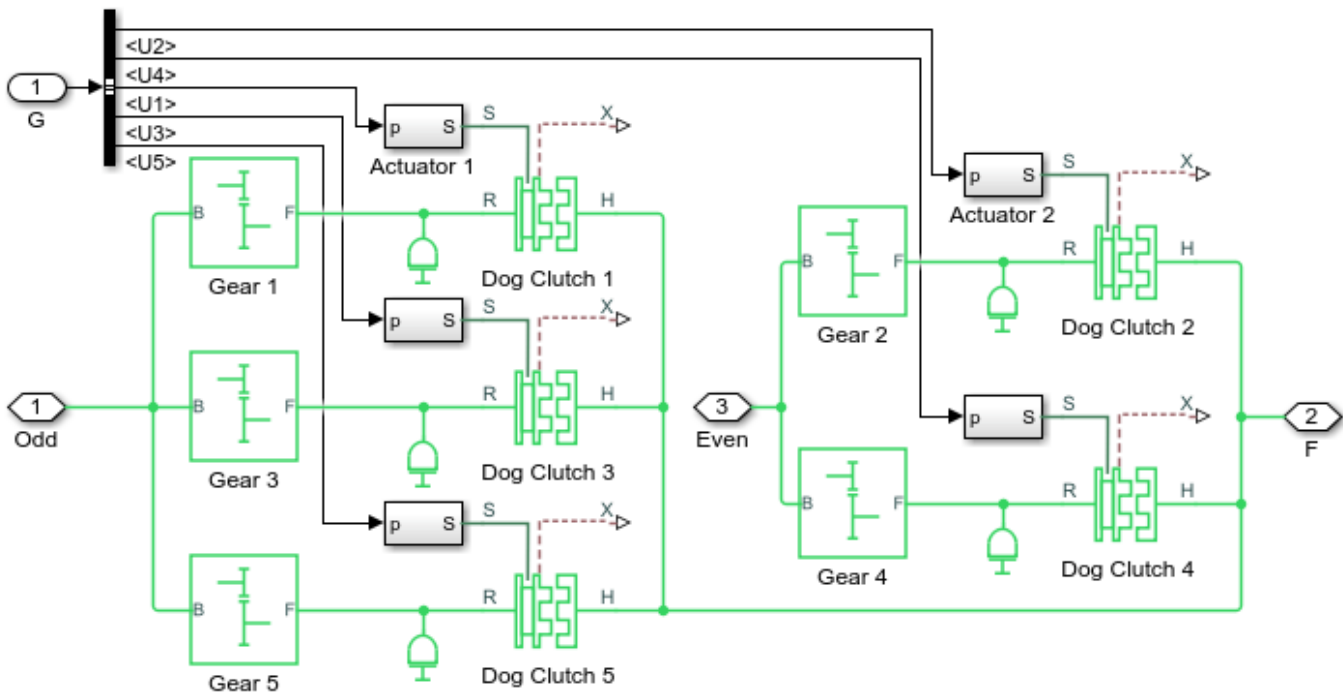 <U2>
<U4>
1
G
<U1>
<U3>
<U5>
p S
Actuator 1
S
X
B F
Gear 1
R H
Dog Clutch 1
p S
Actuator 2
S
X
B F
Gear 2
R H
Dog Clutch 2
p S
S
X
1
Odd
B F
Gear 3
R H
Dog Clutch 3
3
Even
p S
S
X
2
F
B F
Gear 4
R H
Dog Clutch 4
p S
S
X
B F
Gear 5
R H
Dog Clutch 5